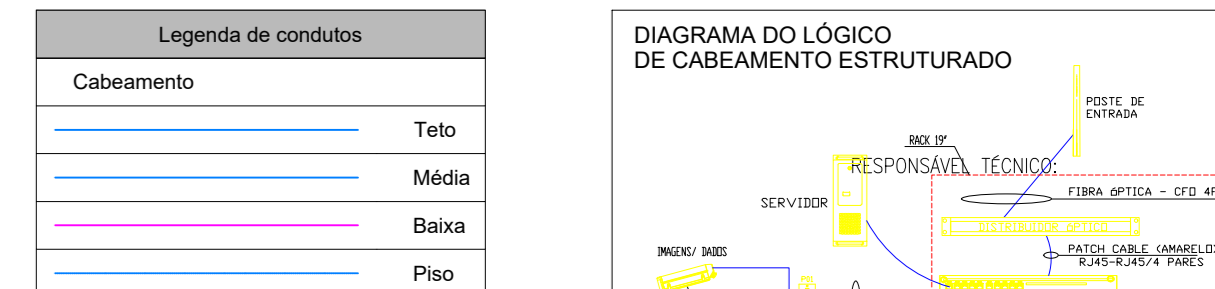 Legenda de condutos
Cabeamento
Teto
Média
Baixa
Piso
DIAGRAMA DO LÓGICO
DE CABEAMENTO ESTRUTURADO
POSTE DE
ENTRADA
RACK 19"
RESPONSÁVEL TÉCNICO:
SERVIDOR
FIBRA óPTICA - CFO 4F
DISTRIBUIDOR óPTICO
IMAGENS/ DADOS
PATCH CABLE (AMARELO)
RJ45-RJ45/4 PARES